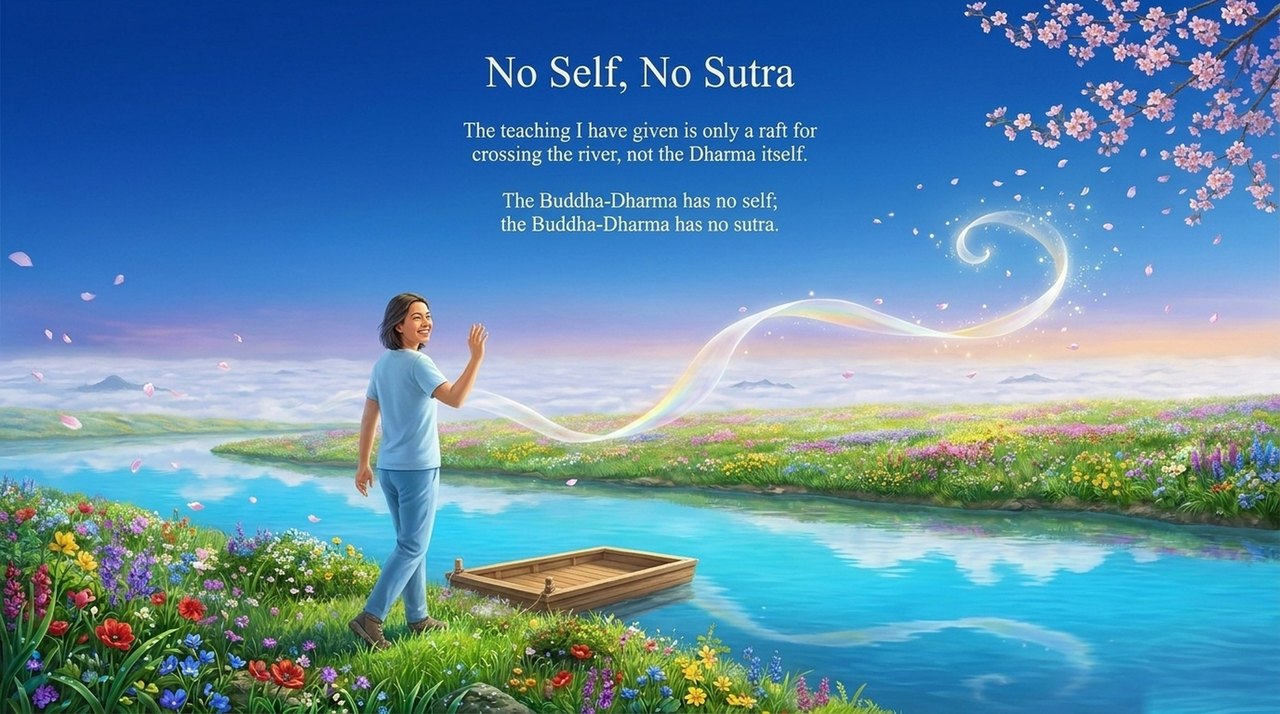 No Self, No Sutra
The teaching I have given is only a raft for
crossing the river, not the Dharma itself.
The Buddha-Dharma has no self;
the Buddha-Dharma has no sutra.